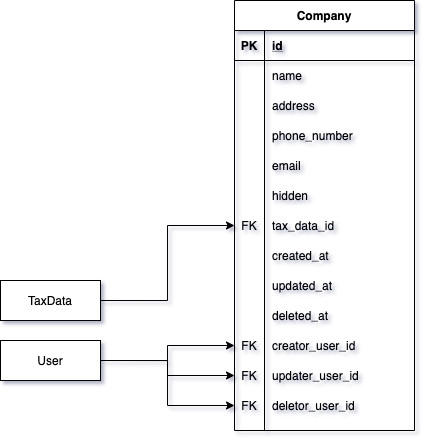 Company
PK id
name
address
phone_number
email
hidden
FK tax_data_id
created_at
updated_at
deleted_at
FK creator_user_id
FK updater_user_id
FK deletor_user_id
TaxData
User